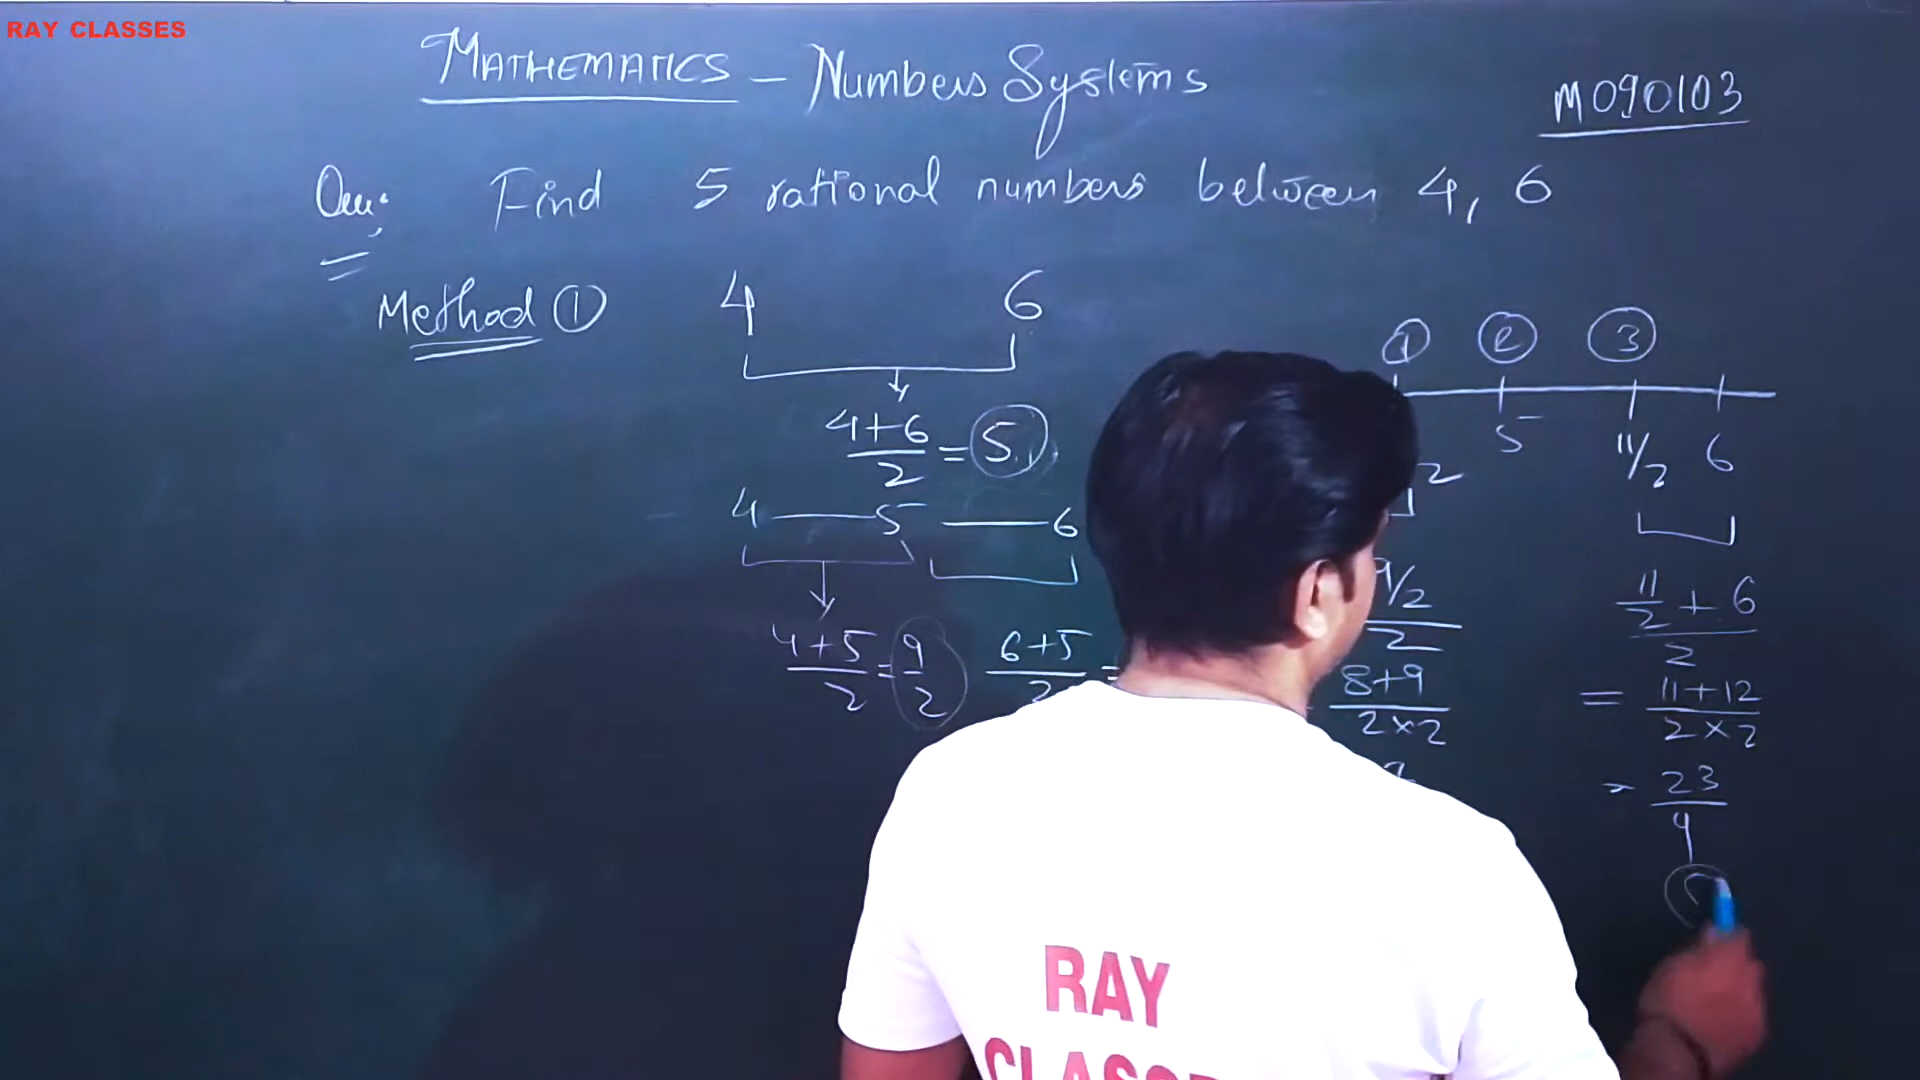 RAY CLASSES
MATHEMATICS - Numbers Systems
M090103
Que: Find 5 rational numbers between 4, 6
Method ①
4 6
4+6/2 = 5
4 — 5 — 6
4+5/2 = 9/2
6+5/2 =
① ② ③
5 11/2 6
2
9/2
2
8+9/2×2
11/2 + 6
2
= 11+12/2×2
= 23/4
RAY